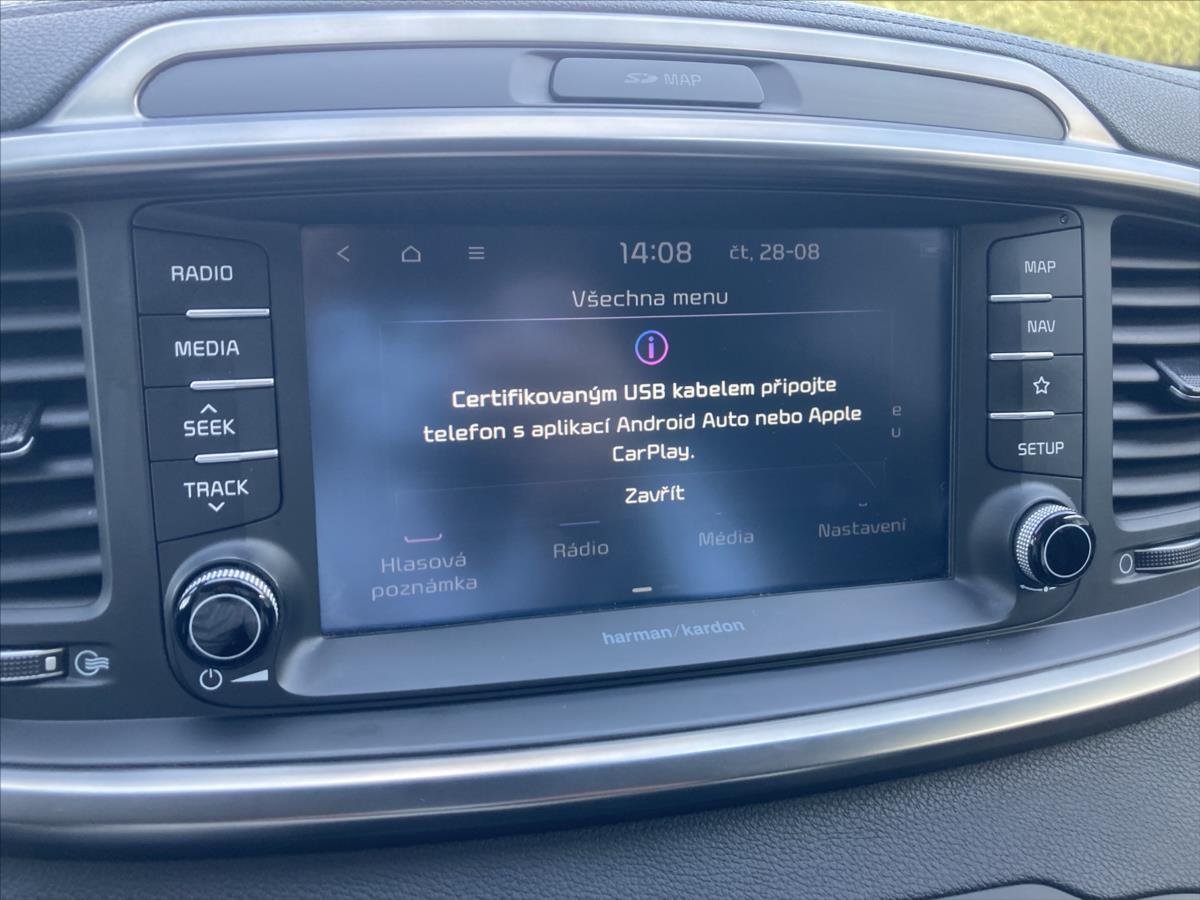 SD MAP
14:08 čt, 28-08
Všechna menu
Certifikovaným USB kabelem připojte
telefon s aplikací Android Auto nebo Apple
CarPlay.
Zavřít
e
u
Hlasová
poznámka
Rádio
Média
Nastavení
RADIO
MEDIA
SEEK
TRACK
MAP
NAV
SETUP
harman/kardon